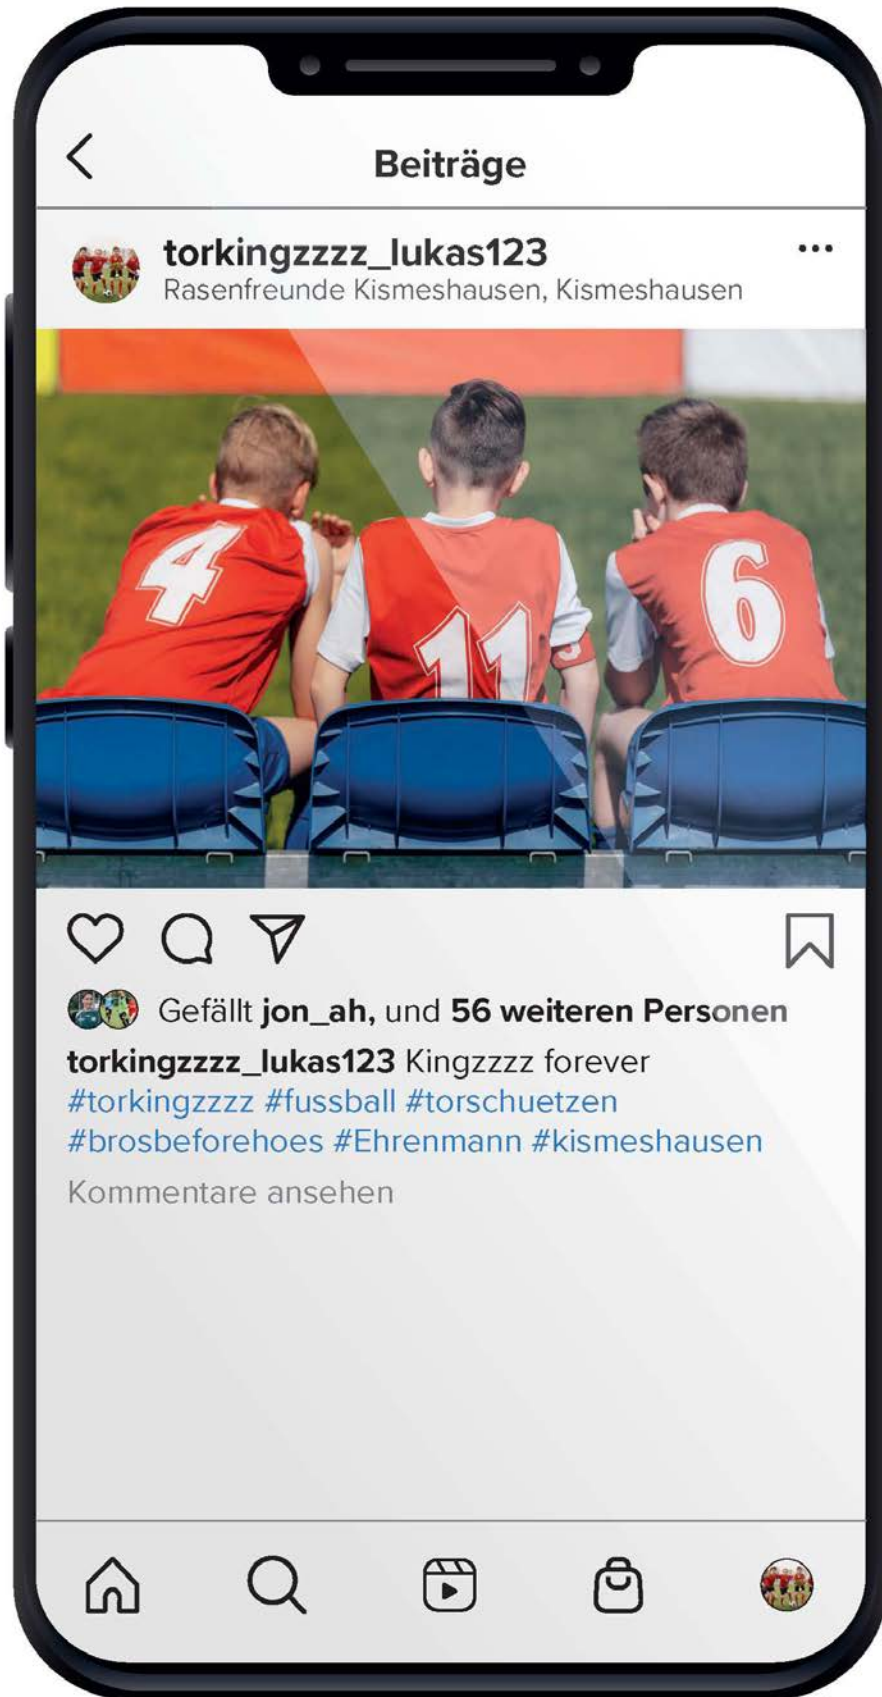 Beiträge
torkingzzzz_lukas123
Rasenfreunde Kismeshausen, Kismeshausen
4
11
6
Gefällt jon_ah, und 56 weiteren Personen
torkingzzzz_lukas123 Kingzzzz forever
#torkingzzzz #fussball #torschuetzen
#brosbeforehoes #Ehrenmann #kismeshausen
Kommentare ansehen